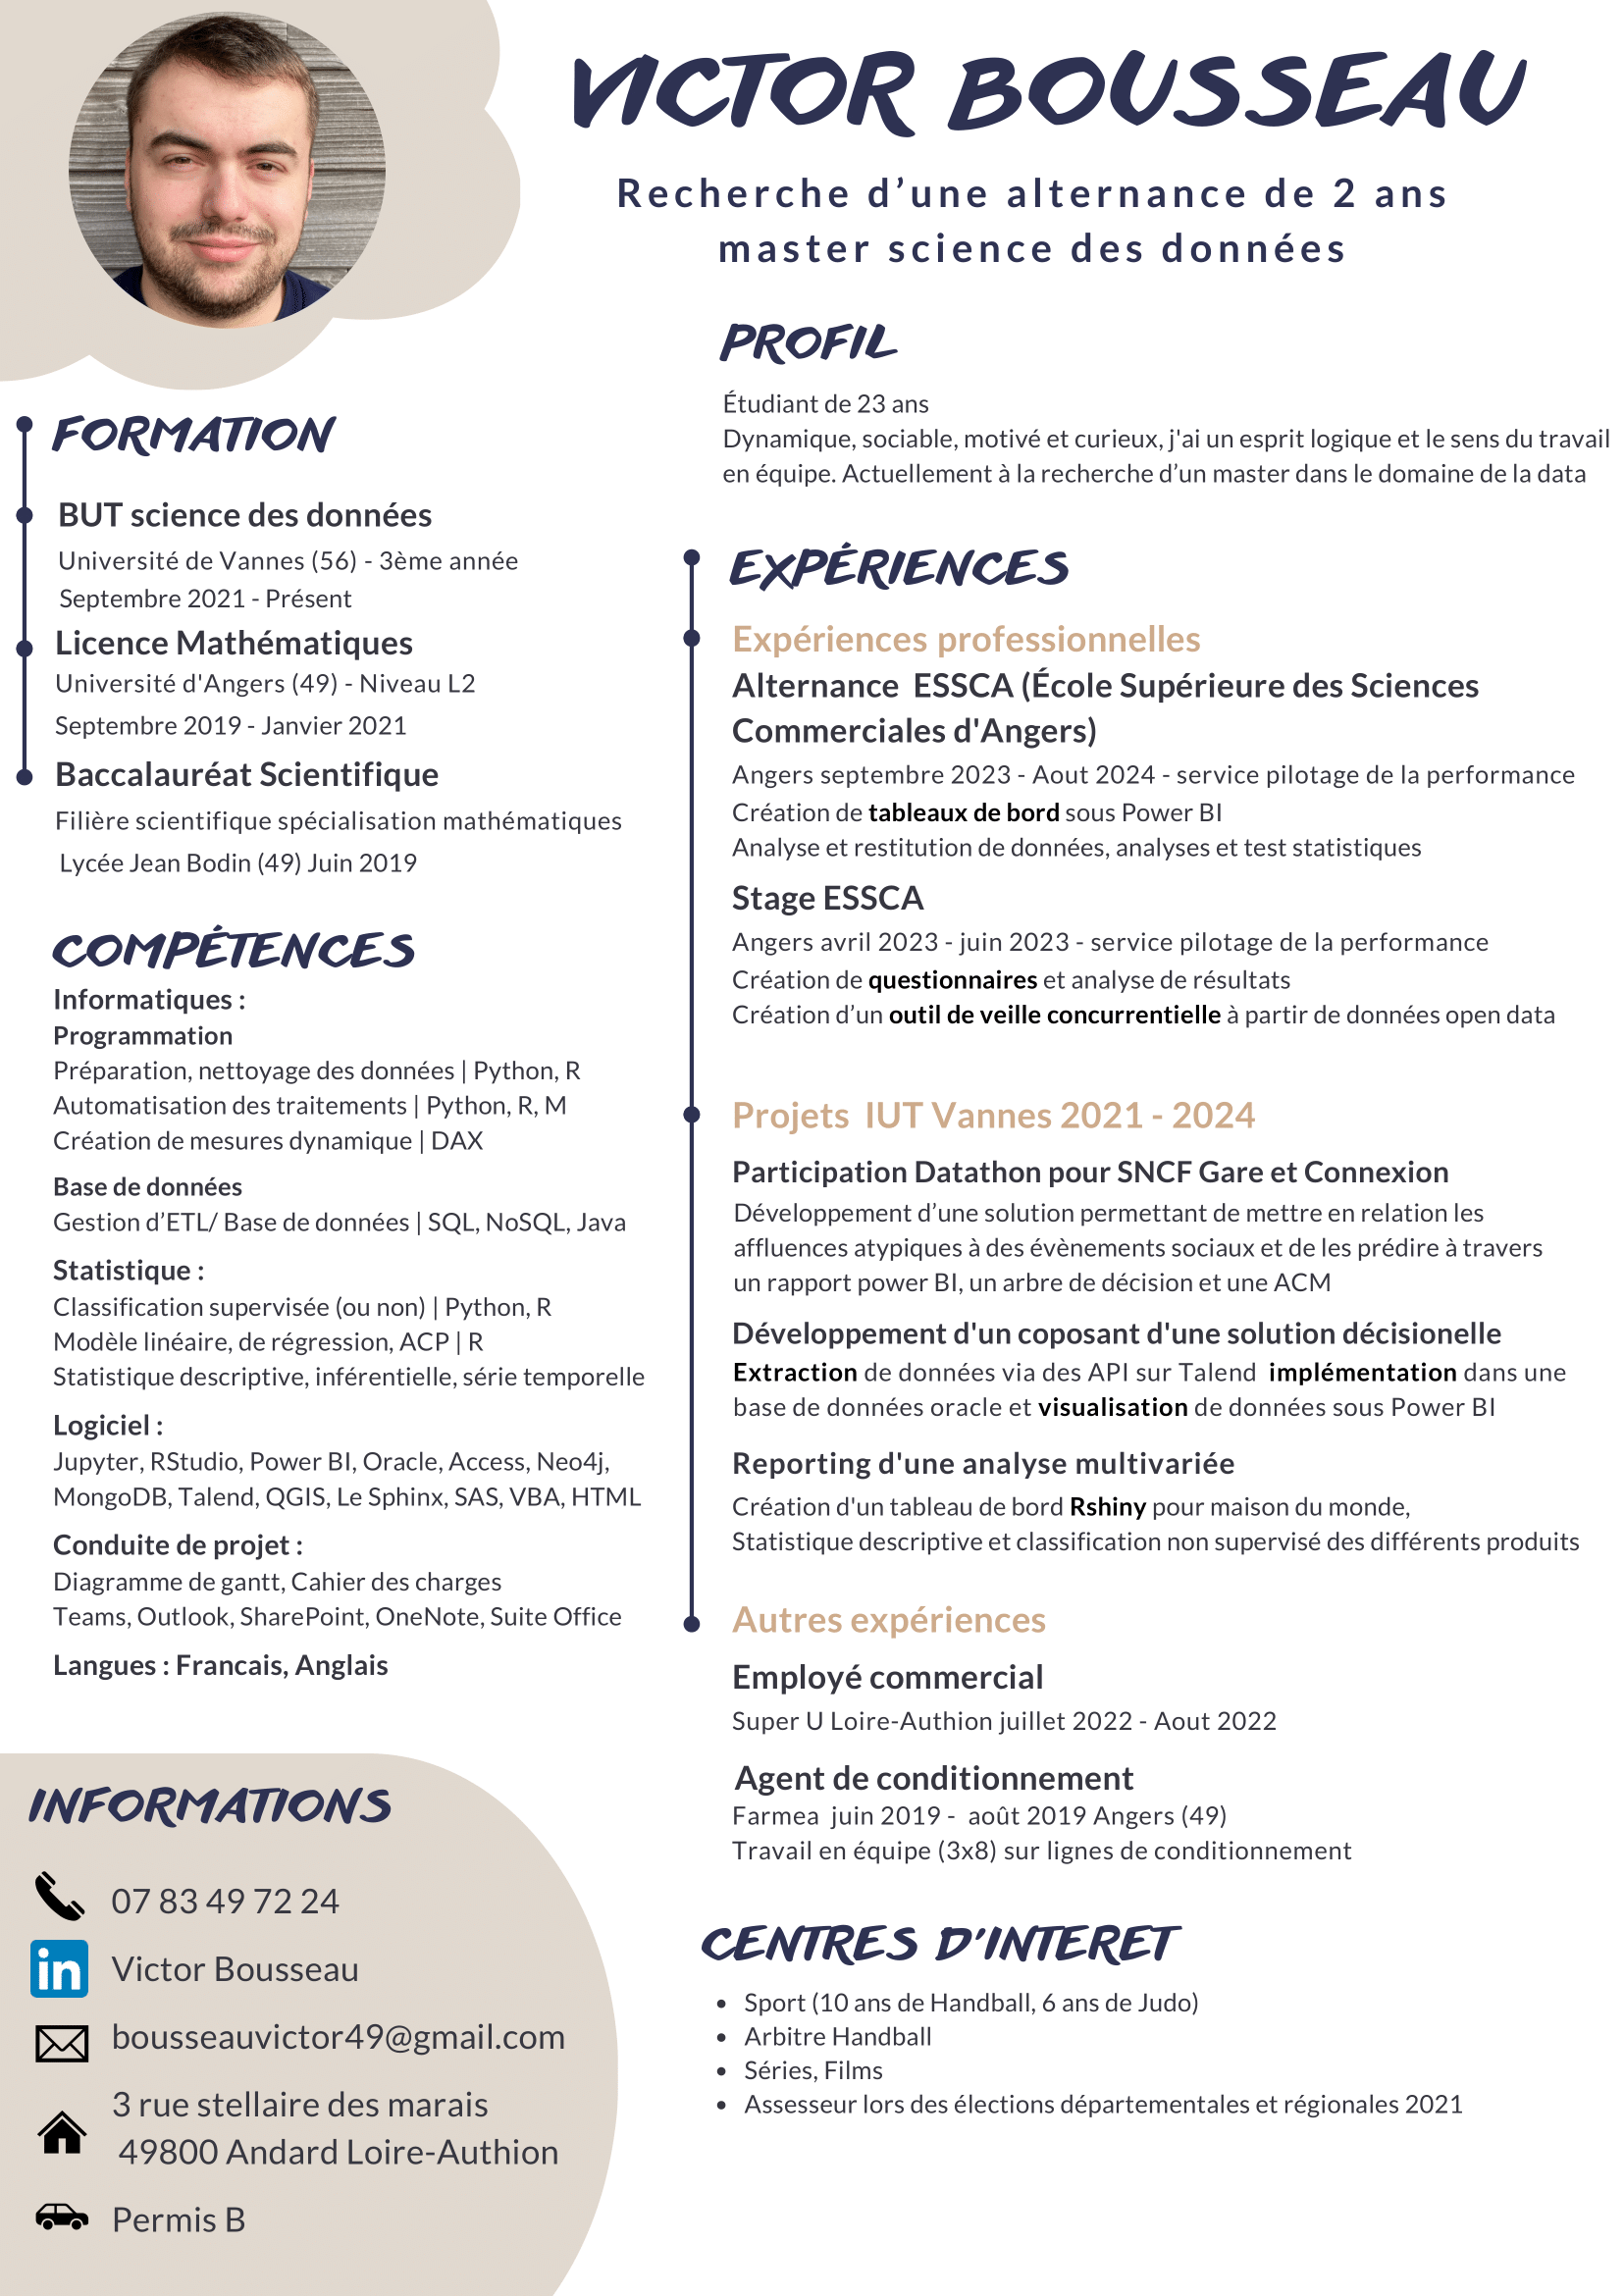 VICTOR BOUSSEAU
Recherche d’une alternance de 2 ans
master science des données
PROFIL
Étudiant de 23 ans
Dynamique, sociable, motivé et curieux, j'ai un esprit logique et le sens du travail
en équipe. Actuellement à la recherche d’un master dans le domaine de la data
FORMATION
BUT science des données
Université de Vannes (56) - 3ème année
Septembre 2021 - Présent
Licence Mathématiques
Université d'Angers (49) - Niveau L2
Septembre 2019 - Janvier 2021
Baccalauréat Scientifique
Filière scientifique spécialisation mathématiques
Lycée Jean Bodin (49) Juin 2019
COMPÉTENCES
Informatiques :
Programmation
Préparation, nettoyage des données | Python, R
Automatisation des traitements | Python, R, M
Création de mesures dynamique | DAX
Base de données
Gestion d’ETL/ Base de données | SQL, NoSQL, Java
Statistique :
Classification supervisée (ou non) | Python, R
Modèle linéaire, de régression, ACP | R
Statistique descriptive, inférentielle, série temporelle
Logiciel :
Jupyter, RStudio, Power BI, Oracle, Access, Neo4j,
MongoDB, Talend, QGIS, Le Sphinx, SAS, VBA, HTML
Conduite de projet :
Diagramme de gantt, Cahier des charges
Teams, Outlook, SharePoint, OneNote, Suite Office
Langues : Francais, Anglais
INFORMATIONS
07 83 49 72 24
in
Victor Bousseau
bousseauvictor49@gmail.com
3 rue stellaire des marais
49800 Andard Loire-Authion
Permis B
EXPÉRIENCES
Expériences professionnelles
Alternance ESSCA (École Supérieure des Sciences
Commerciales d'Angers)
Angers septembre 2023 - Aout 2024 - service pilotage de la performance
Création de tableaux de bord sous Power BI
Analyse et restitution de données, analyses et test statistiques
Stage ESSCA
Angers avril 2023 - juin 2023 - service pilotage de la performance
Création de questionnaires et analyse de résultats
Création d’un outil de veille concurrentielle à partir de données open data
Projets IUT Vannes 2021 - 2024
Participation Datathon pour SNCF Gare et Connexion
Développement d’une solution permettant de mettre en relation les
affluences atypiques à des évènements sociaux et de les prédire à travers
un rapport power BI, un arbre de décision et une ACM
Développement d'un coposant d'une solution décisionelle
Extraction de données via des API sur Talend implémentation dans une
base de données oracle et visualisation de données sous Power BI
Reporting d'une analyse multivariée
Création d'un tableau de bord Rshiny pour maison du monde,
Statistique descriptive et classification non supervisé des différents produits
Autres expériences
Employé commercial
Super U Loire-Authion juillet 2022 - Aout 2022
Agent de conditionnement
Farmea juin 2019 - août 2019 Angers (49)
Travail en équipe (3x8) sur lignes de conditionnement
CENTRES D'INTERET
• Sport (10 ans de Handball, 6 ans de Judo)
• Arbitre Handball
• Séries, Films
• Assesseur lors des élections départementales et régionales 2021